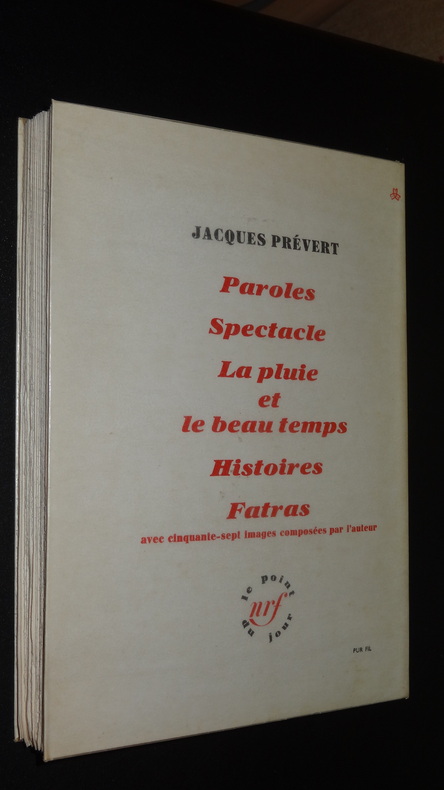 JACQUES PRÉVERT
Paroles
Spectacle
La pluie
et
le beau temps
Histoires
Fatras
avec cinquante-sept images composées par l'auteur
le point
nrf
du jour
PUR FIL